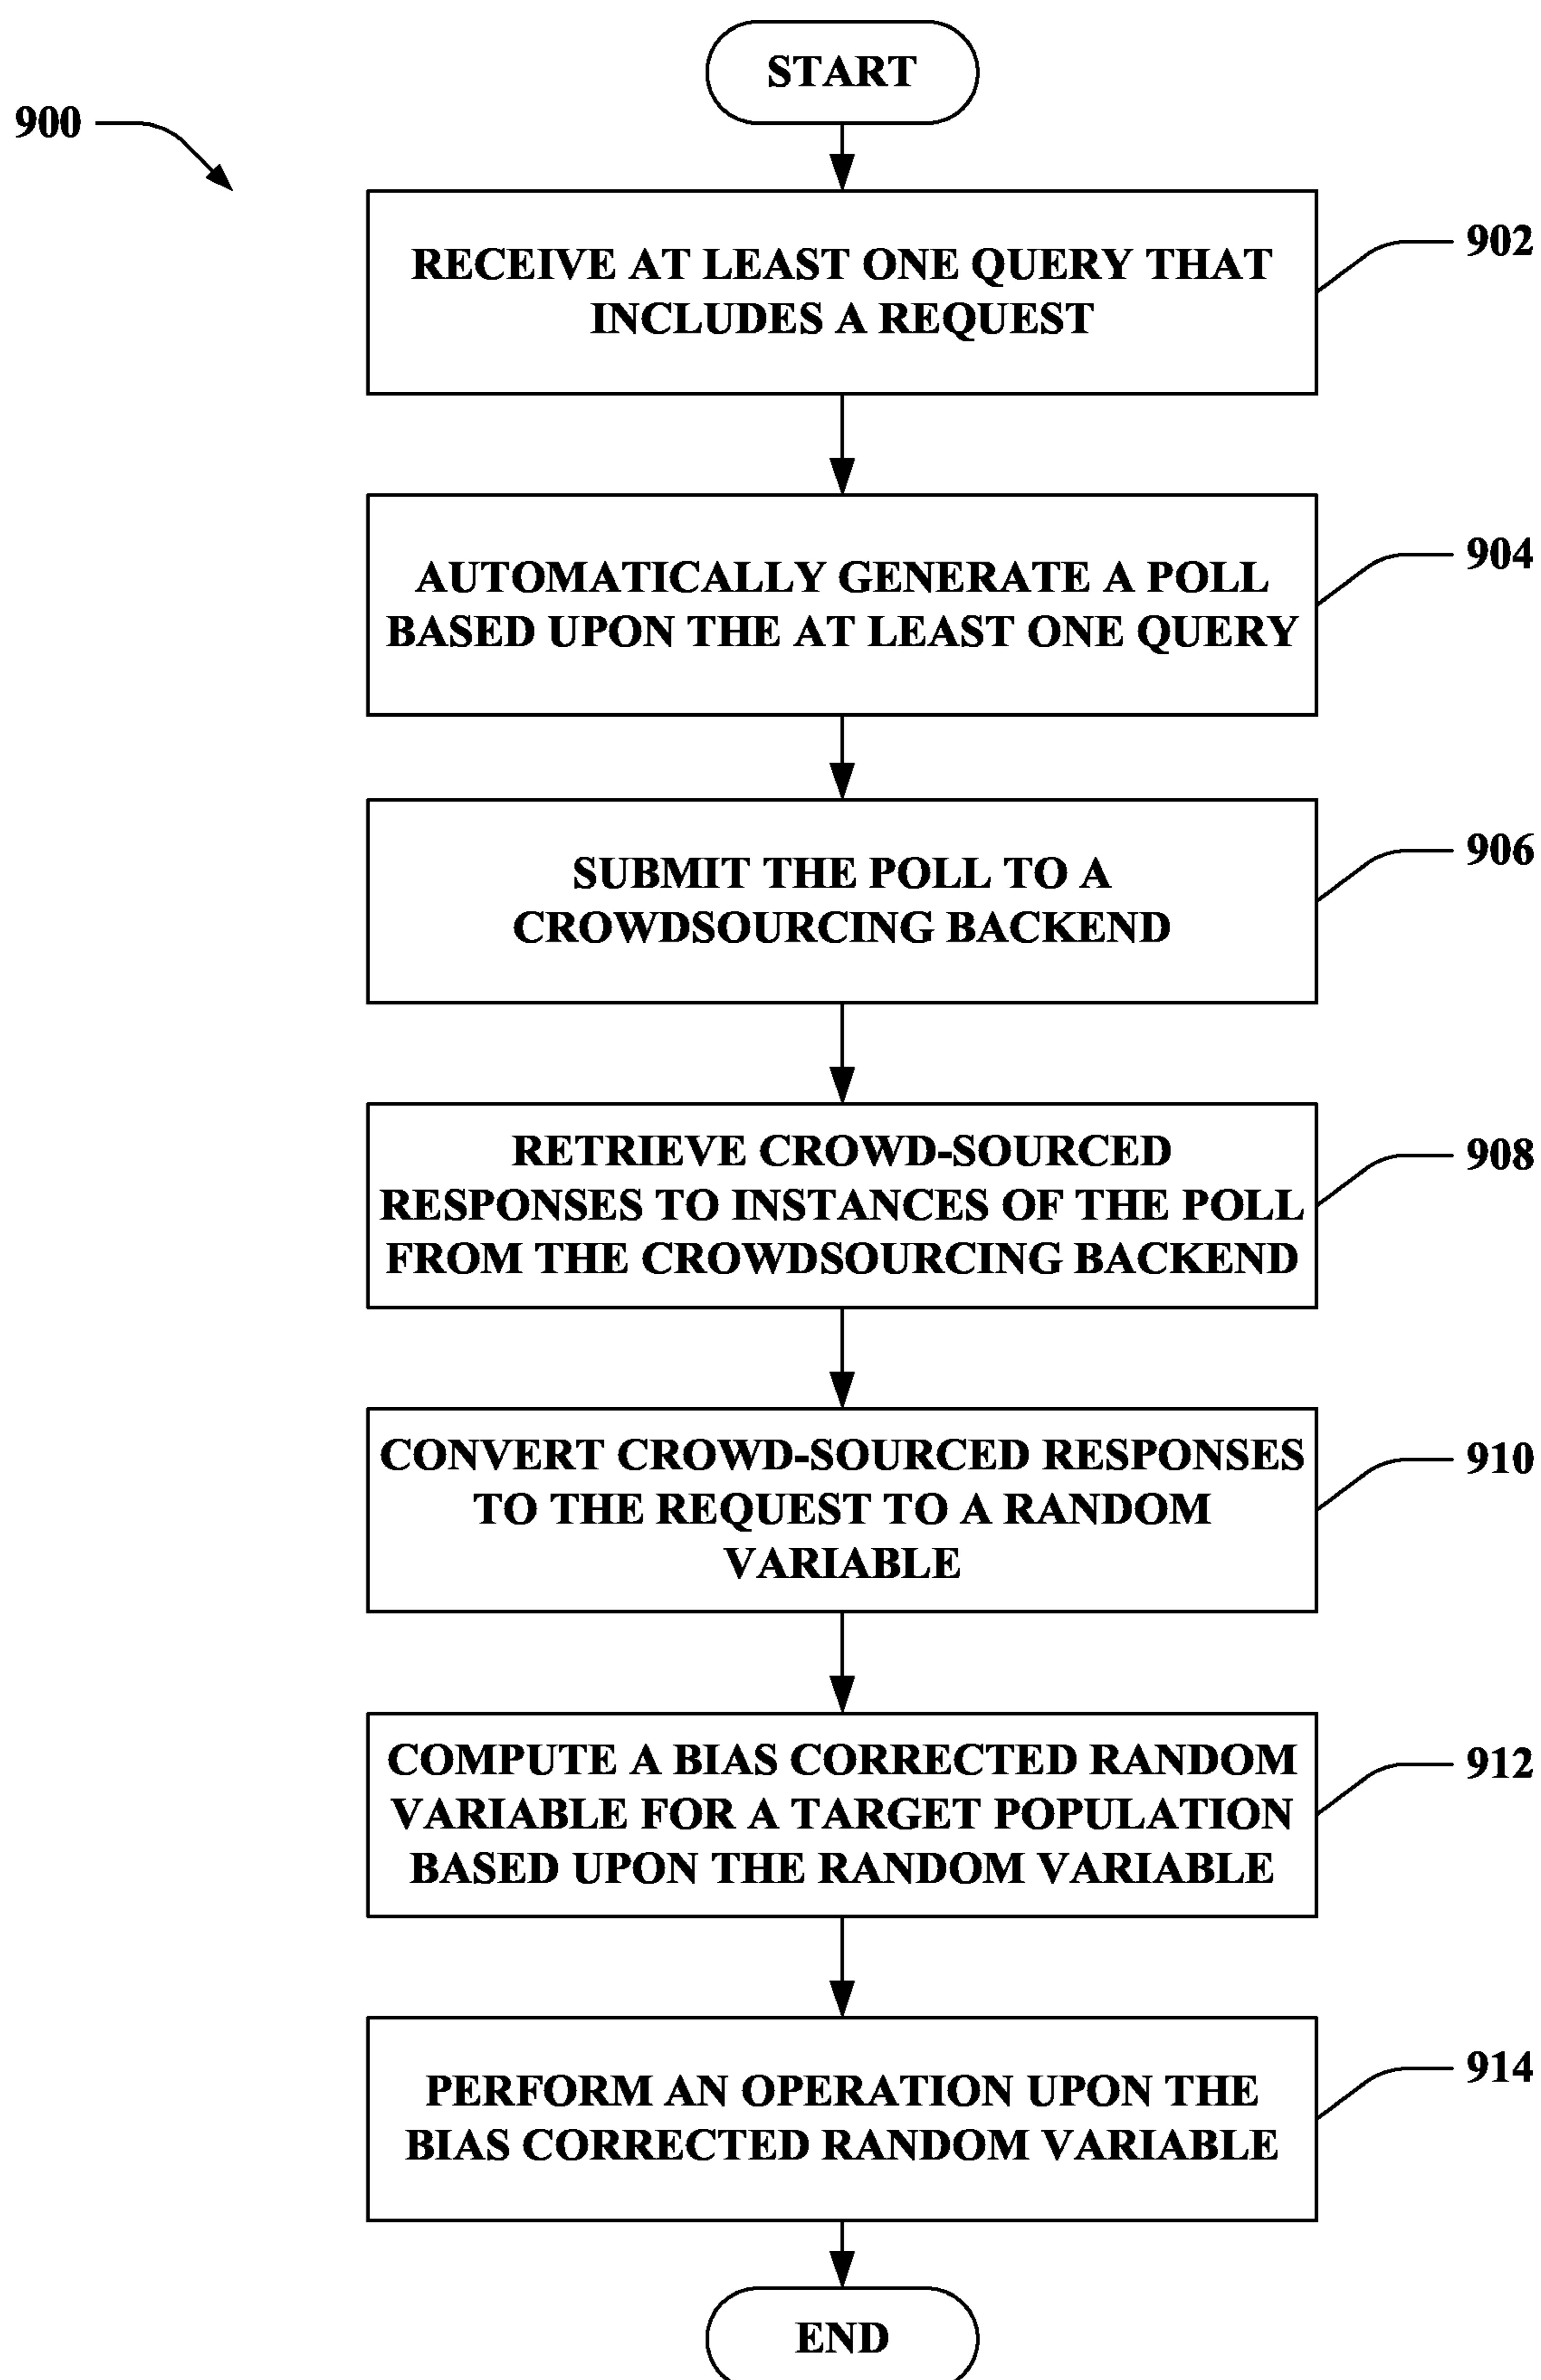 START
900
RECEIVE AT LEAST ONE QUERY THAT
INCLUDES A REQUEST
902
AUTOMATICALLY GENERATE A POLL
BASED UPON THE AT LEAST ONE QUERY
904
SUBMIT THE POLL TO A
CROWDSOURCING BACKEND
906
RETRIEVE CROWD-SOURCED
RESPONSES TO INSTANCES OF THE POLL
FROM THE CROWDSOURCING BACKEND
908
CONVERT CROWD-SOURCED RESPONSES
TO THE REQUEST TO A RANDOM
VARIABLE
910
COMPUTE A BIAS CORRECTED RANDOM
VARIABLE FOR A TARGET POPULATION
BASED UPON THE RANDOM VARIABLE
912
PERFORM AN OPERATION UPON THE
BIAS CORRECTED RANDOM VARIABLE
914
END